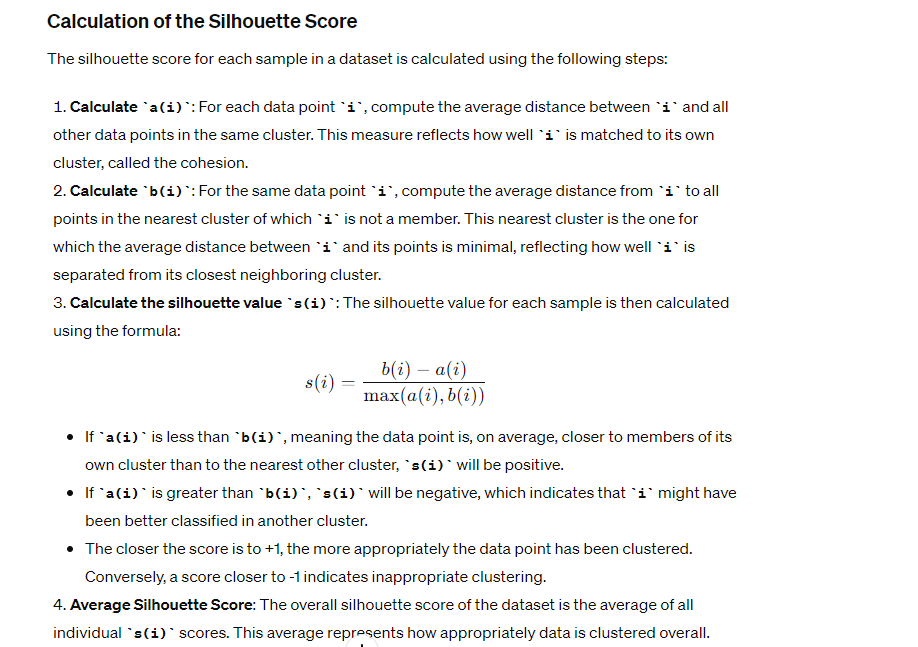 Calculation of the Silhouette Score
The silhouette score for each sample in a dataset is calculated using the following steps:
1. Calculate `a(i)`: For each data point `i`, compute the average distance between `i` and all
other data points in the same cluster. This measure reflects how well `i` is matched to its own
cluster, called the cohesion.
2. Calculate `b(i)`: For the same data point `i`, compute the average distance from `i` to all
points in the nearest cluster of which `i` is not a member. This nearest cluster is the one for
which the average distance between `i` and its points is minimal, reflecting how well `i` is
separated from its closest neighboring cluster.
3. Calculate the silhouette value `s(i)`: The silhouette value for each sample is then calculated
using the formula:
s(i) = b(i) − a(i) / max(a(i), b(i))
• If `a(i)` is less than `b(i)`, meaning the data point is, on average, closer to members of its
own cluster than to the nearest other cluster, `s(i)` will be positive.
• If `a(i)` is greater than `b(i)`, `s(i)` will be negative, which indicates that `i` might have
been better classified in another cluster.
• The closer the score is to +1, the more appropriately the data point has been clustered.
Conversely, a score closer to -1 indicates inappropriate clustering.
4. Average Silhouette Score: The overall silhouette score of the dataset is the average of all
individual `s(i)` scores. This average represents how appropriately data is clustered overall.